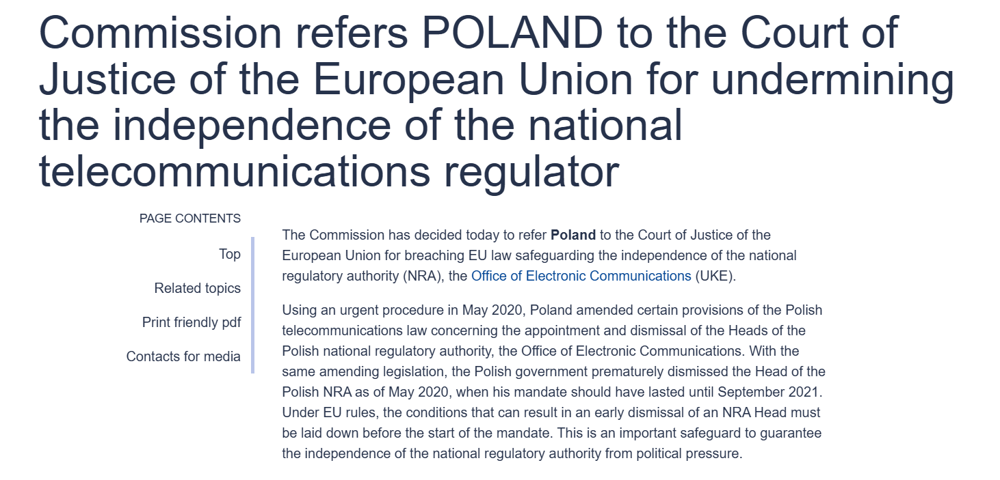 Commission refers POLAND to the Court of
Justice of the European Union for undermining
the independence of the national
telecommunications regulator
PAGE CONTENTS
Top
Related topics
Print friendly pdf
Contacts for media
The Commission has decided today to refer Poland to the Court of Justice of the
European Union for breaching EU law safeguarding the independence of the national
regulatory authority (NRA), the Office of Electronic Communications (UKE).
Using an urgent procedure in May 2020, Poland amended certain provisions of the Polish
telecommunications law concerning the appointment and dismissal of the Heads of the
Polish national regulatory authority, the Office of Electronic Communications. With the
same amending legislation, the Polish government prematurely dismissed the Head of the
Polish NRA as of May 2020, when his mandate should have lasted until September 2021.
Under EU rules, the conditions that can result in an early dismissal of an NRA Head must
be laid down before the start of the mandate. This is an important safeguard to guarantee
the independence of the national regulatory authority from political pressure.